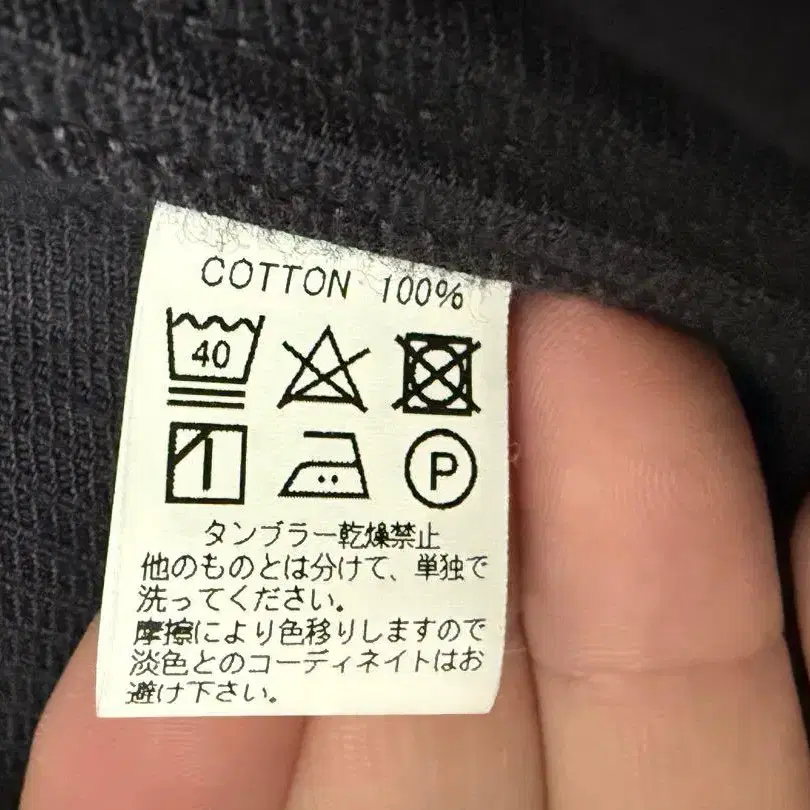 COTTON 100%
40
P
タンブラー乾燥禁止
他のものとは分けて、単独で
洗ってください。
摩擦により色移りしますので
淡色とのコーディネイトはお
避け下さい。